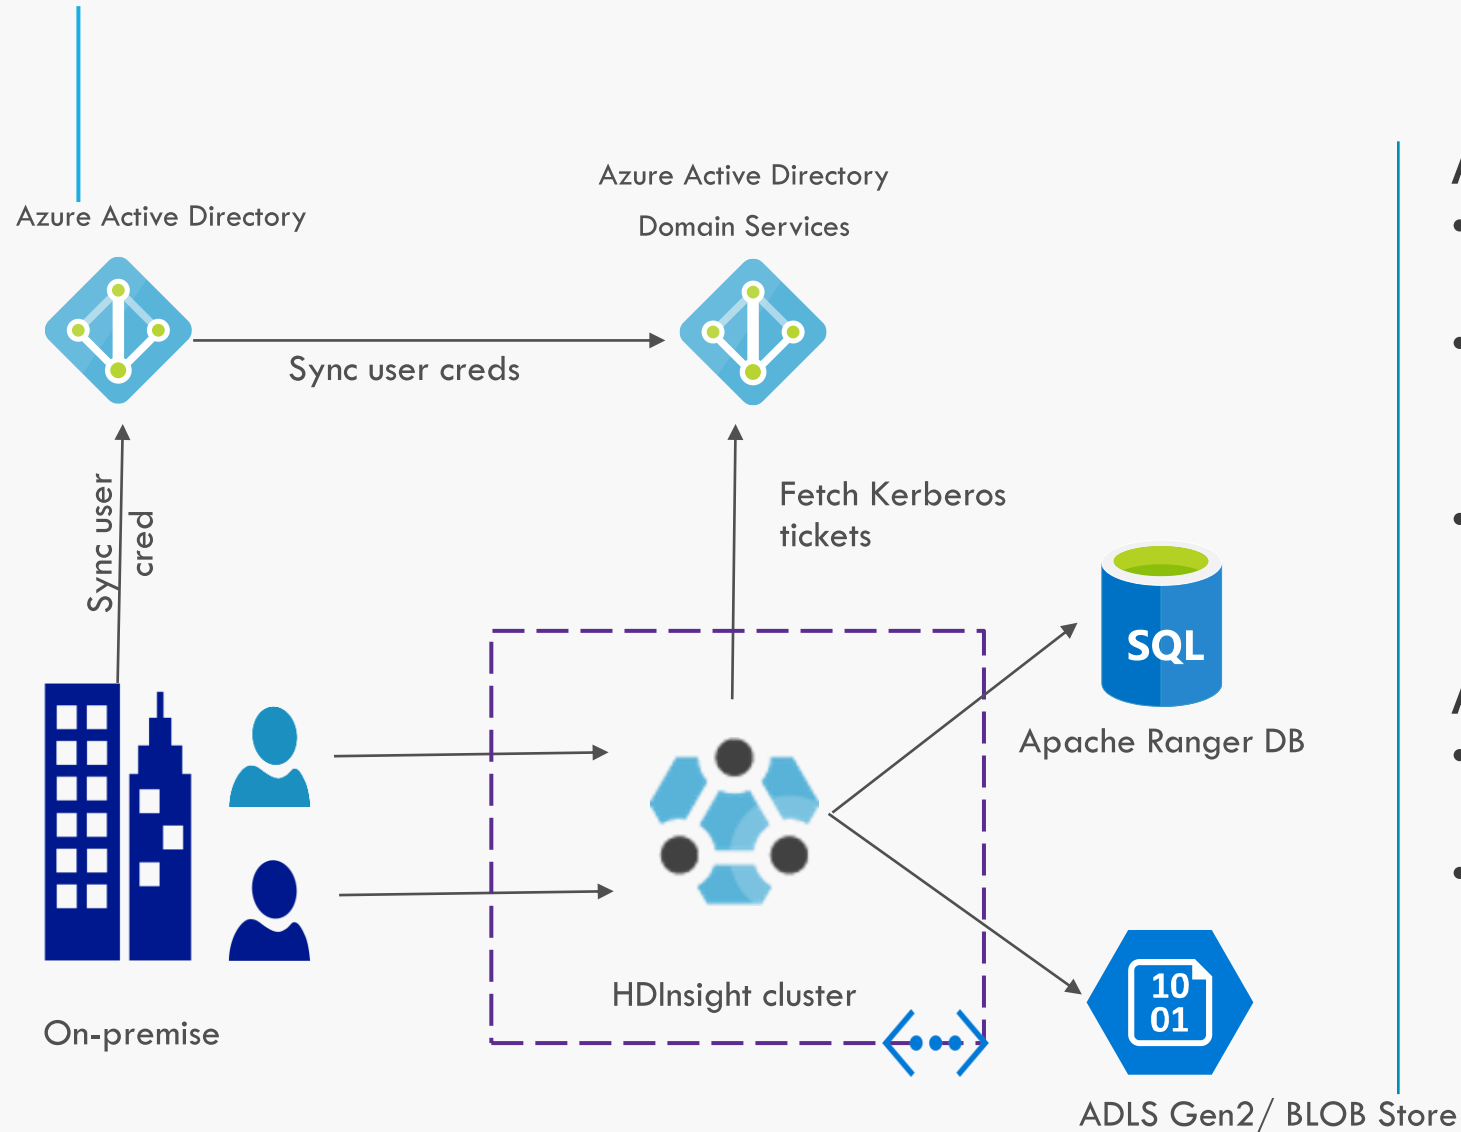 Azure Active Directory
Domain Services
Azure Active Directory
Sync user creds
Sync user
cred
Fetch Kerberos
tickets
SQL
Apache Ranger DB
HDInsight cluster
On-premise
10
01
ADLS Gen2/ BLOB Store
A
•
•
•
A
•
•